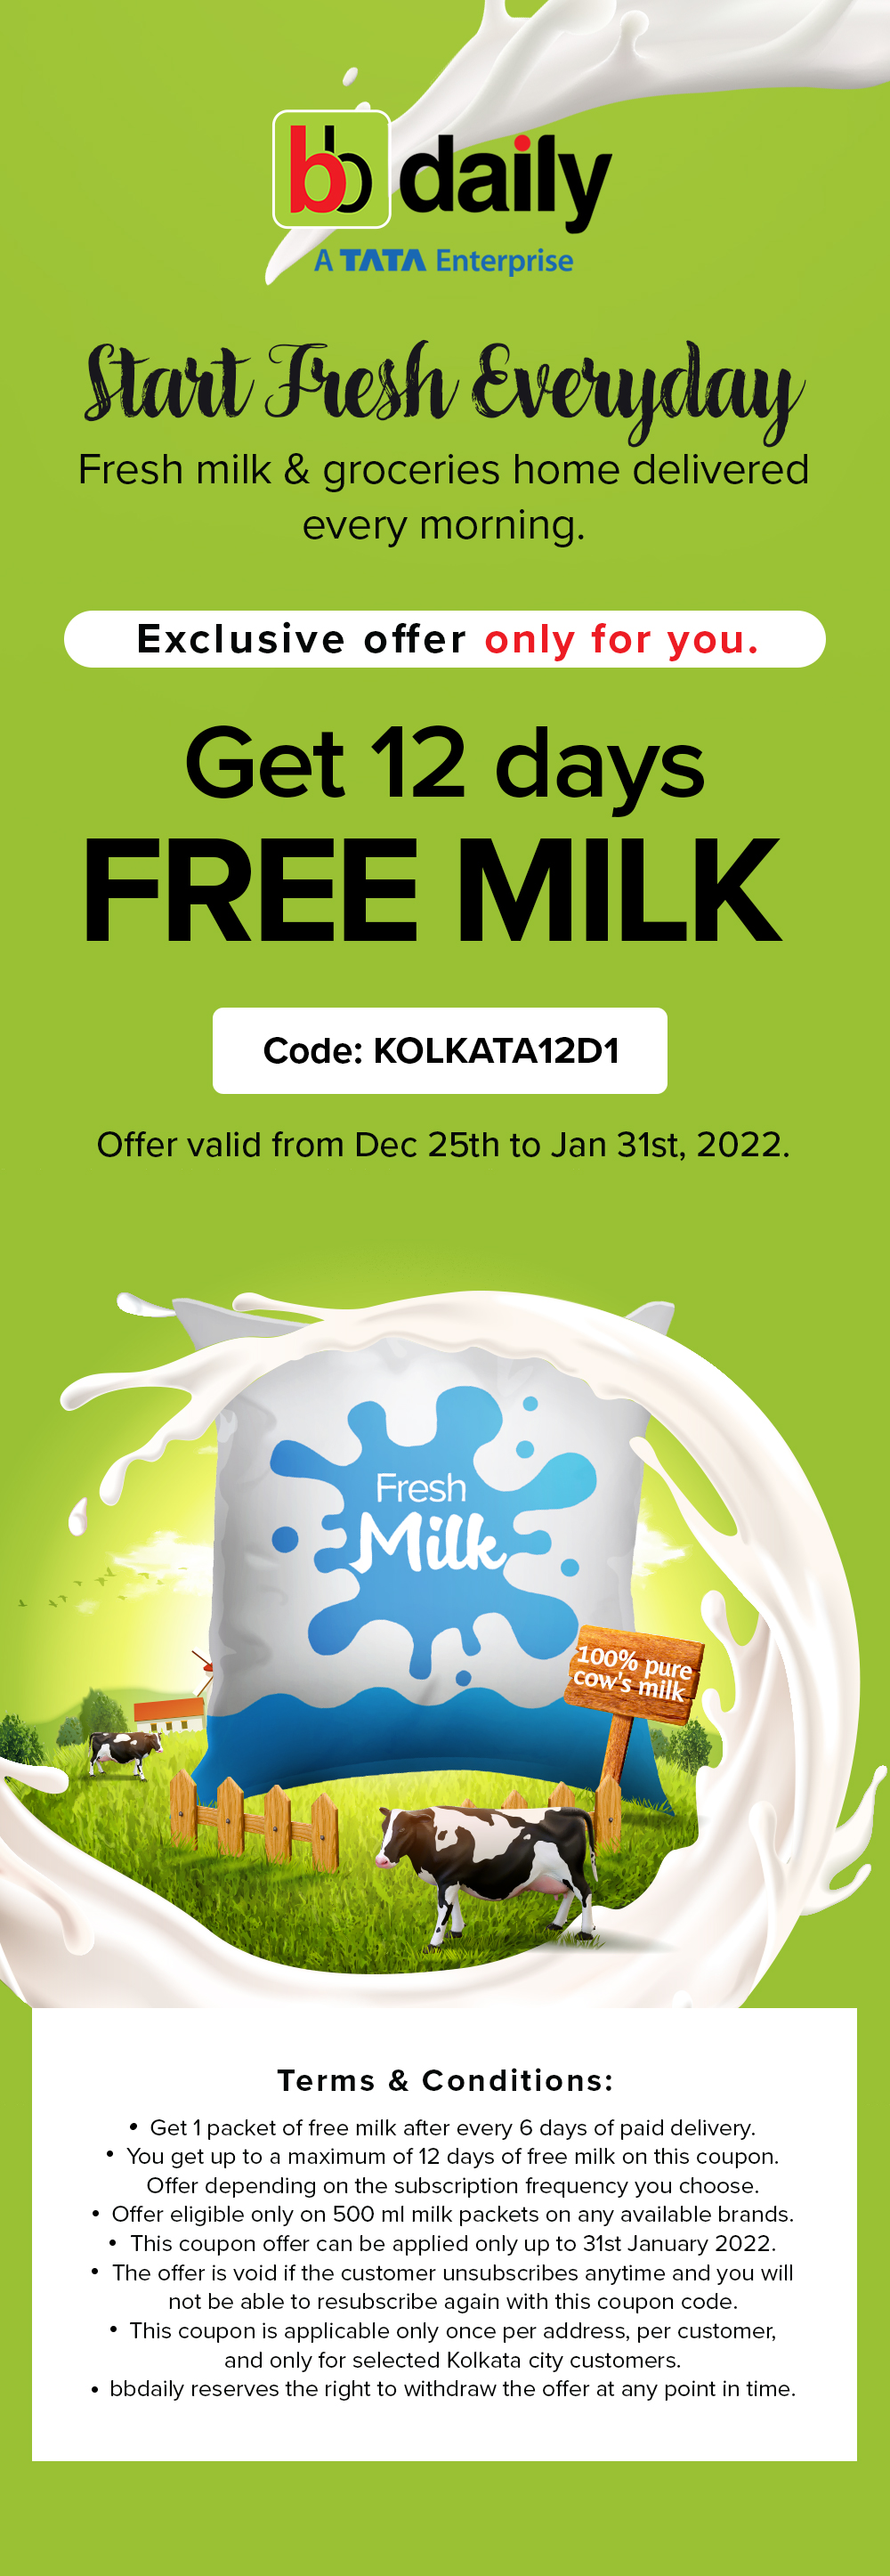 bb daily
A TATA Enterprise
Start Fresh Everyday
Fresh milk & groceries home delivered
every morning.
Exclusive offer only for you.
Get 12 days
FREE MILK
Code: KOLKATA12D1
Offer valid from Dec 25th to Jan 31st, 2022.
Fresh
Milk
100% pure
cow's milk
Terms & Conditions:
• Get 1 packet of free milk after every 6 days of paid delivery.
• You get up to a maximum of 12 days of free milk on this coupon.
Offer depending on the subscription frequency you choose.
• Offer eligible only on 500 ml milk packets on any available brands.
• This coupon offer can be applied only up to 31st January 2022.
• The offer is void if the customer unsubscribes anytime and you will
not be able to resubscribe again with this coupon code.
• This coupon is applicable only once per address, per customer,
and only for selected Kolkata city customers.
• bbdaily reserves the right to withdraw the offer at any point in time.